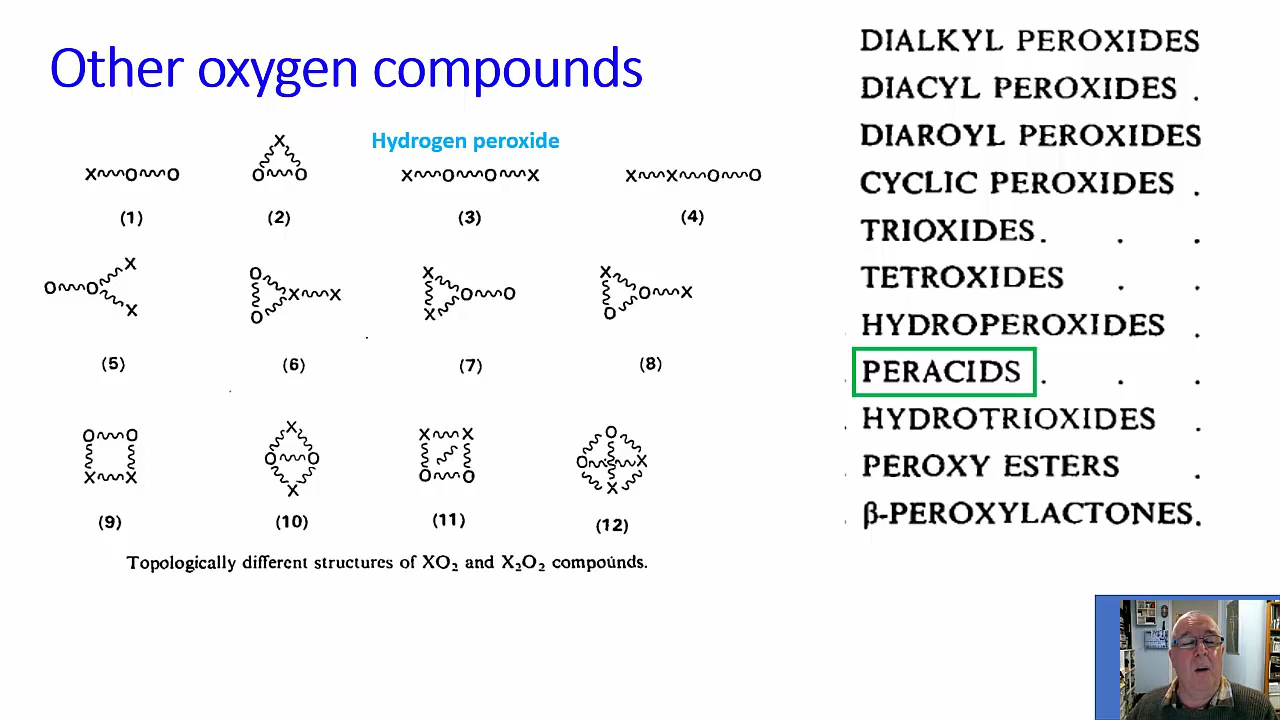 Other oxygen compounds
Hydrogen peroxide
X O O
X
O O
X O O X
X X O O
(1) (2) (3) (4)
O O X
X
O
O X X
X
X O O
X
O O X
(5) (6) (7) (8)
O O
X X
X
O O
X
X X
O O
O
O X
X
(9) (10) (11) (12)
Topologically different structures of XO₂ and X₂O₂ compounds.
DIALKYL PEROXIDES
DIACYL PEROXIDES .
DIAROYL PEROXIDES
CYCLIC PEROXIDES .
TRIOXIDES. . .
TETROXIDES . .
HYDROPEROXIDES .
PERACIDS . . .
HYDROTRIOXIDES .
PEROXY ESTERS .
β-PEROXYLACTONES.